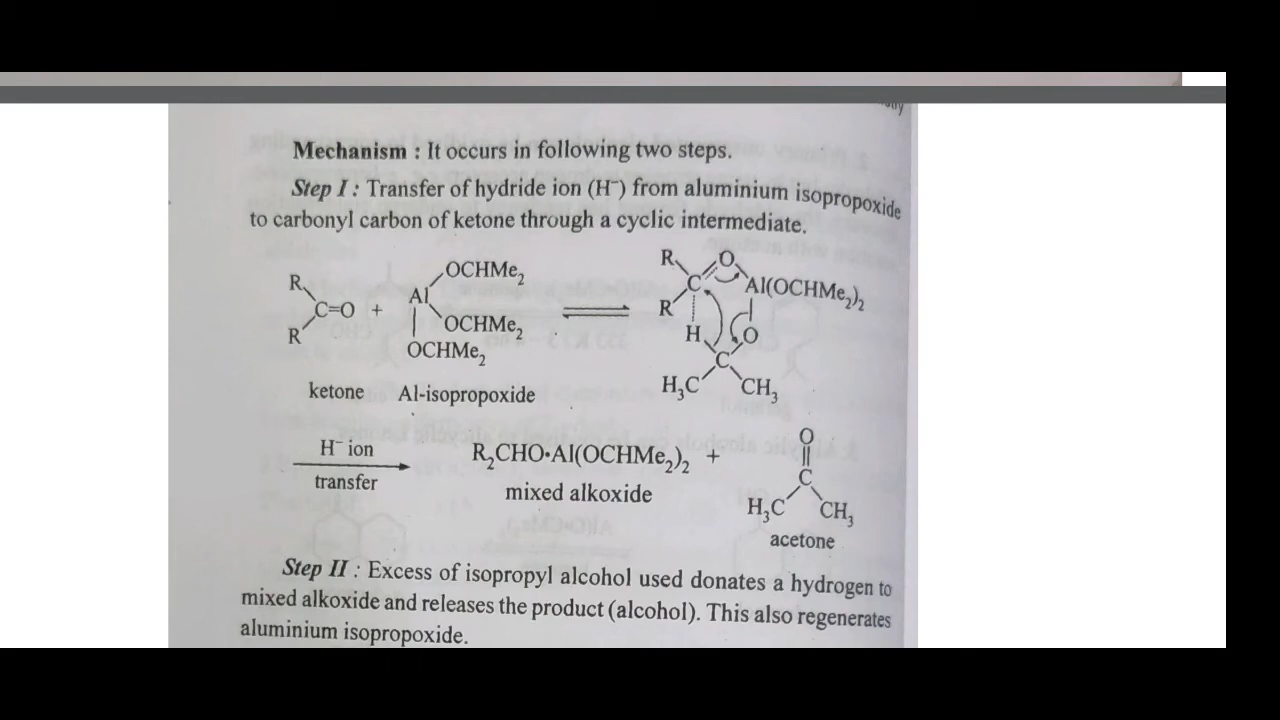 Mechanism : It occurs in following two steps.
Step I : Transfer of hydride ion (H⁻) from aluminium isopropoxide
to carbonyl carbon of ketone through a cyclic intermediate.
R
R
C=O + Al
OCHMe₂
OCHMe₂
OCHMe₂
ketone Al-isopropoxide
R
R
C
O
Al(OCHMe₂)₂
H
O
C
H₃C CH₃
H⁻ ion
transfer
R₂CHO•Al(OCHMe₂)₂ +
mixed alkoxide
O
C
H₃C CH₃
acetone
Step II : Excess of isopropyl alcohol used donates a hydrogen to
mixed alkoxide and releases the product (alcohol). This also regenerates
aluminium isopropoxide.